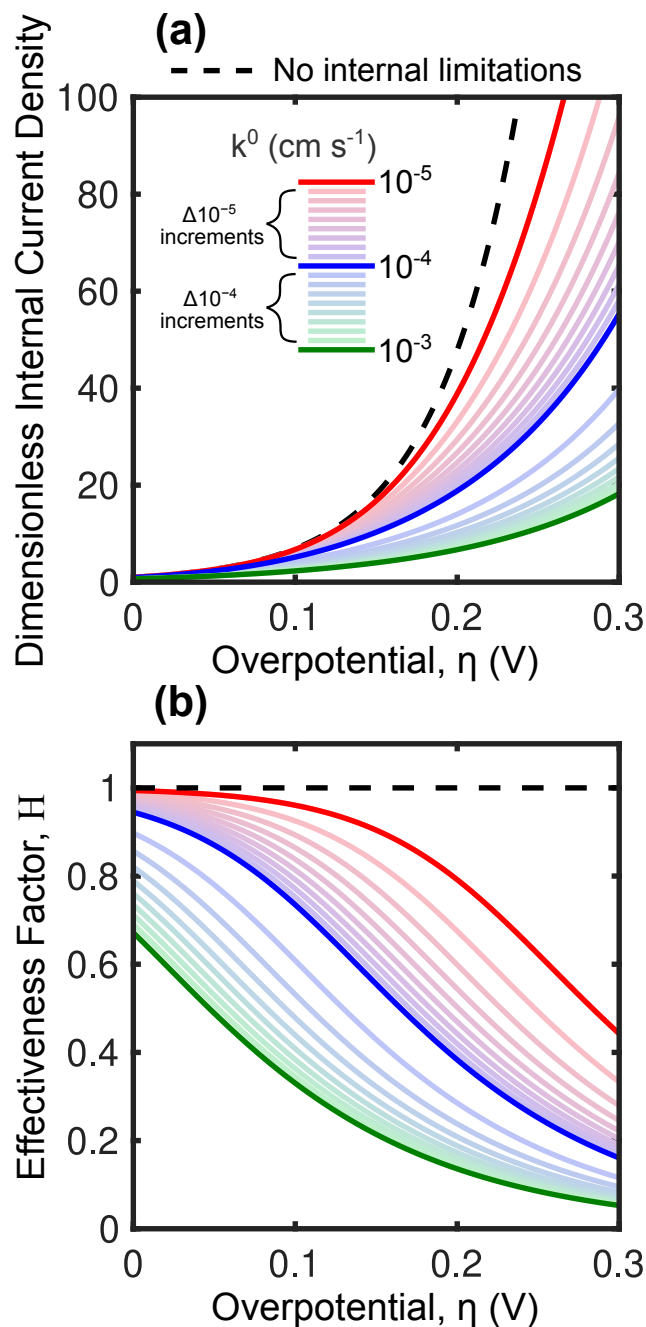 (a)
No internal limitations
Dimensionless Internal Current Density
100
80
60
40
20
0
k⁰ (cm s⁻¹)
10⁻⁵
Δ10⁻⁵
increments
10⁻⁴
Δ10⁻⁴
increments
10⁻³
0 0.1 0.2 0.3
Overpotential, η (V)
(b)
Effectiveness Factor, H
1
0.8
0.6
0.4
0.2
0
0 0.1 0.2 0.3
Overpotential, η (V)